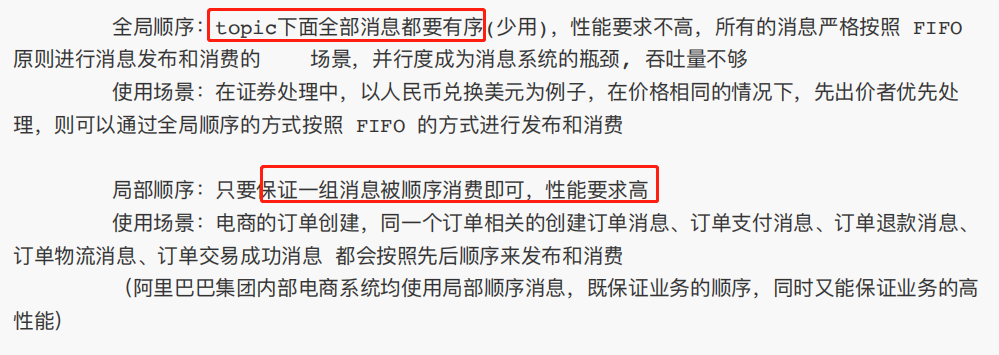 全局顺序：topic下面全部消息都要有序(少用)，性能要求不高，所有的消息严格按照 FIFO
原则进行消息发布和消费的 场景，并行度成为消息系统的瓶颈, 吞吐量不够
使用场景：在证券处理中，以人民币兑换美元为例子，在价格相同的情况下，先出价者优先处
理，则可以通过全局顺序的方式按照 FIFO 的方式进行发布和消费
局部顺序：只要保证一组消息被顺序消费即可，性能要求高
使用场景：电商的订单创建，同一个订单相关的创建订单消息、订单支付消息、订单退款消息、
订单物流消息、订单交易成功消息 都会按照先后顺序来发布和消费
（阿里巴巴集团内部电商系统均使用局部顺序消息，既保证业务的顺序，同时又能保证业务的高
性能）